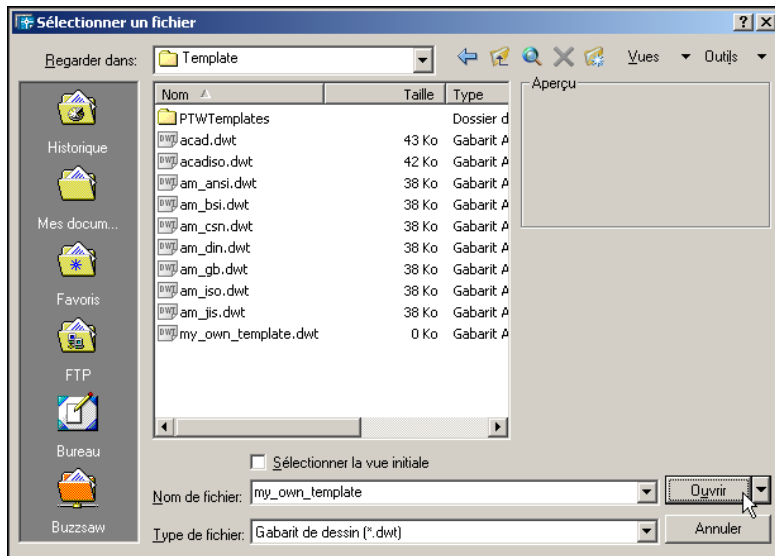 Sélectionner un fichier
Regarder dans: Template Vues Outils
Nom Taille Type
PTWTemplates Dossier d
acad.dwt 43 Ko Gabarit A
acadiso.dwt 42 Ko Gabarit A
am_ansi.dwt 38 Ko Gabarit A
am_bsi.dwt 38 Ko Gabarit A
am_csn.dwt 38 Ko Gabarit A
am_din.dwt 38 Ko Gabarit A
am_gb.dwt 38 Ko Gabarit A
am_iso.dwt 38 Ko Gabarit A
am_jis.dwt 38 Ko Gabarit A
my_own_template.dwt 0 Ko Gabarit A
Aperçu
Historique
Mes docum...
Favoris
FTP
Bureau
Buzzsaw
Sélectionner la vue initiale
Nom de fichier: my_own_template Ouvrir
Type de fichier: Gabarit de dessin (*.dwt) Annuler